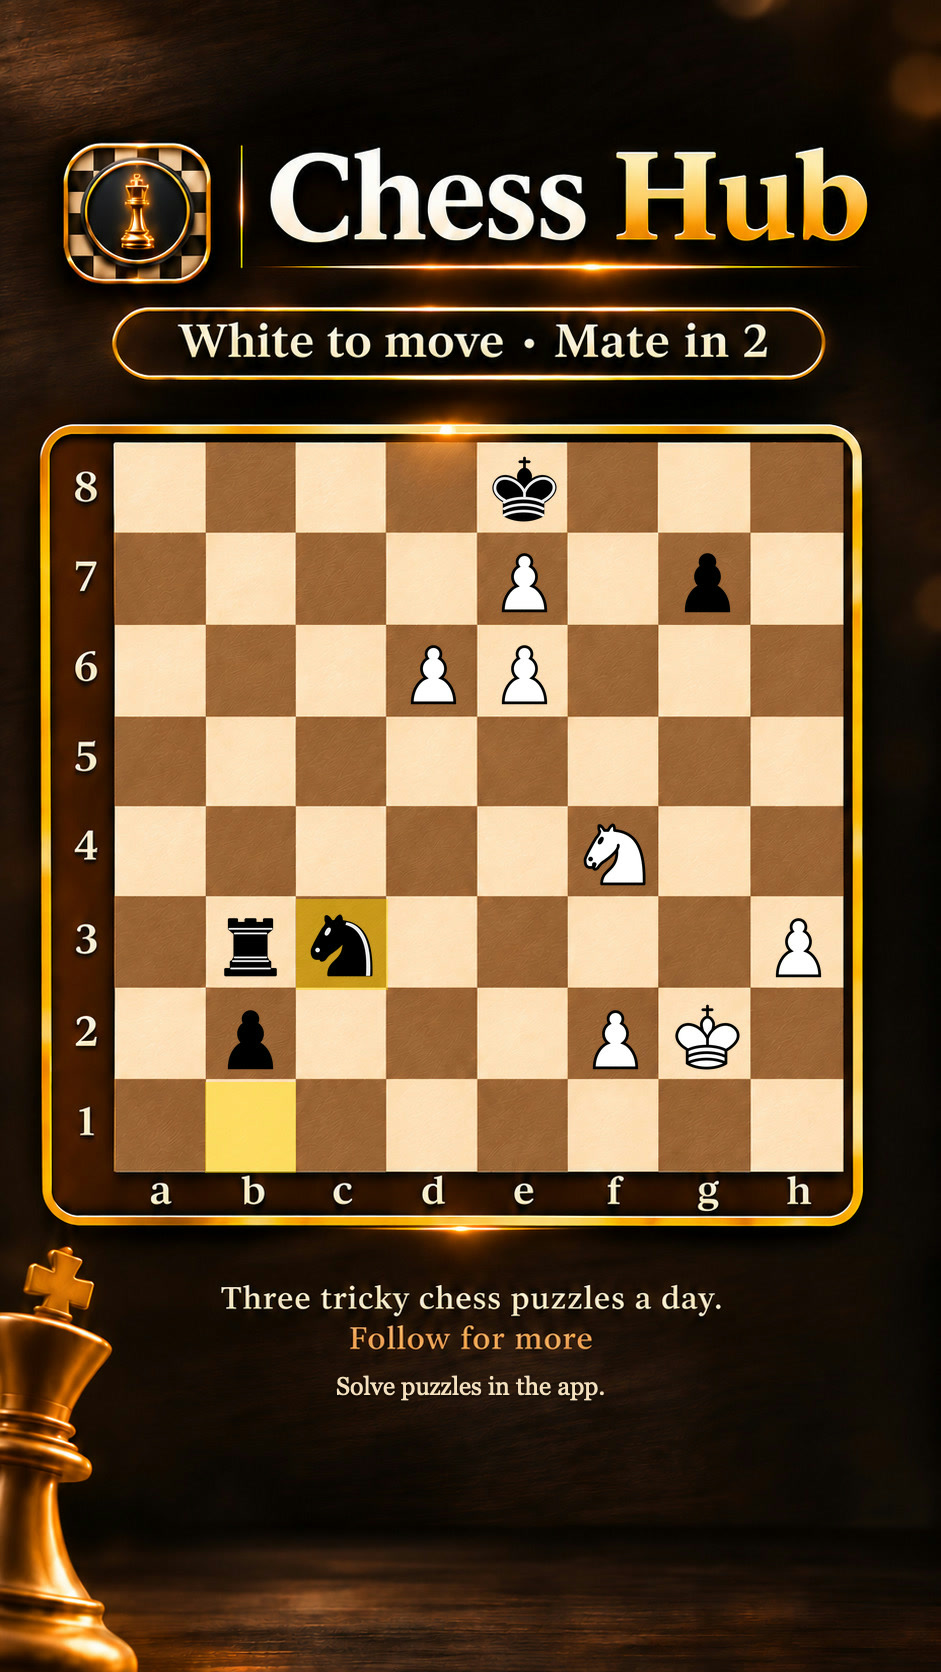 Chess Hub
White to move • Mate in 2
8
7
6
5
4
3
2
1
a b c d e f g h
Three tricky chess puzzles a day.
Follow for more
Solve puzzles in the app.